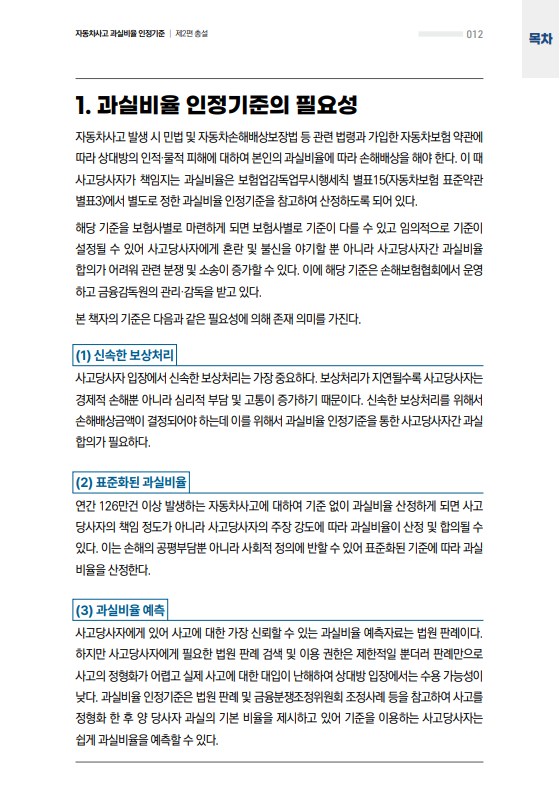 자동차사고 과실비율 인정기준 | 제2편 총설
012
목차
1. 과실비율 인정기준의 필요성
자동차사고 발생 시 민법 및 자동차손해배상보장법 등 관련 법령과 가입한 자동차보험 약관에
따라 상대방의 인적·물적 피해에 대하여 본인의 과실비율에 따라 손해배상을 해야 한다. 이 때
사고당사자가 책임지는 과실비율은 보험업감독업무시행세칙 별표15(자동차보험 표준약관
별표3)에서 별도로 정한 과실비율 인정기준을 참고하여 산정하도록 되어 있다.
해당 기준을 보험사별로 마련하게 되면 보험사별로 기준이 다를 수 있고 임의적으로 기준이
설정될 수 있어 사고당사자에게 혼란 및 불신을 야기할 뿐 아니라 사고당사자간 과실비율
합의가 어려워 관련 분쟁 및 소송이 증가할 수 있다. 이에 해당 기준은 손해보험협회에서 운영
하고 금융감독원의 관리·감독을 받고 있다.
본 책자의 기준은 다음과 같은 필요성에 의해 존재 의미를 가진다.
(1) 신속한 보상처리
사고당사자 입장에서 신속한 보상처리는 가장 중요하다. 보상처리가 지연될수록 사고당사자는
경제적 손해뿐 아니라 심리적 부담 및 고통이 증가하기 때문이다. 신속한 보상처리를 위해서
손해배상금액이 결정되어야 하는데 이를 위해서 과실비율 인정기준을 통한 사고당사자간 과실
합의가 필요하다.
(2) 표준화된 과실비율
연간 126만건 이상 발생하는 자동차사고에 대하여 기준 없이 과실비율 산정하게 되면 사고
당사자의 책임 정도가 아니라 사고당사자의 주장 강도에 따라 과실비율이 산정 및 합의될 수
있다. 이는 손해의 공평부담뿐 아니라 사회적 정의에 반할 수 있어 표준화된 기준에 따라 과실
비율을 산정한다.
(3) 과실비율 예측
사고당사자에게 있어 사고에 대한 가장 신뢰할 수 있는 과실비율 예측자료는 법원 판례이다.
하지만 사고당사자에게 필요한 법원 판례 검색 및 이용 권한은 제한적일 뿐더러 판례만으로
사고의 정형화가 어렵고 실제 사고에 대한 대입이 난해하여 상대방 입장에서는 수용 가능성이
낮다. 과실비율 인정기준은 법원 판례 및 금융분쟁조정위원회 조정사례 등을 참고하여 사고를
정형화 한 후 양 당사자 과실의 기본 비율을 제시하고 있어 기준을 이용하는 사고당사자는
쉽게 과실비율을 예측할 수 있다.